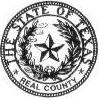 THE STATE OF TEXAS
REAL COUNTY